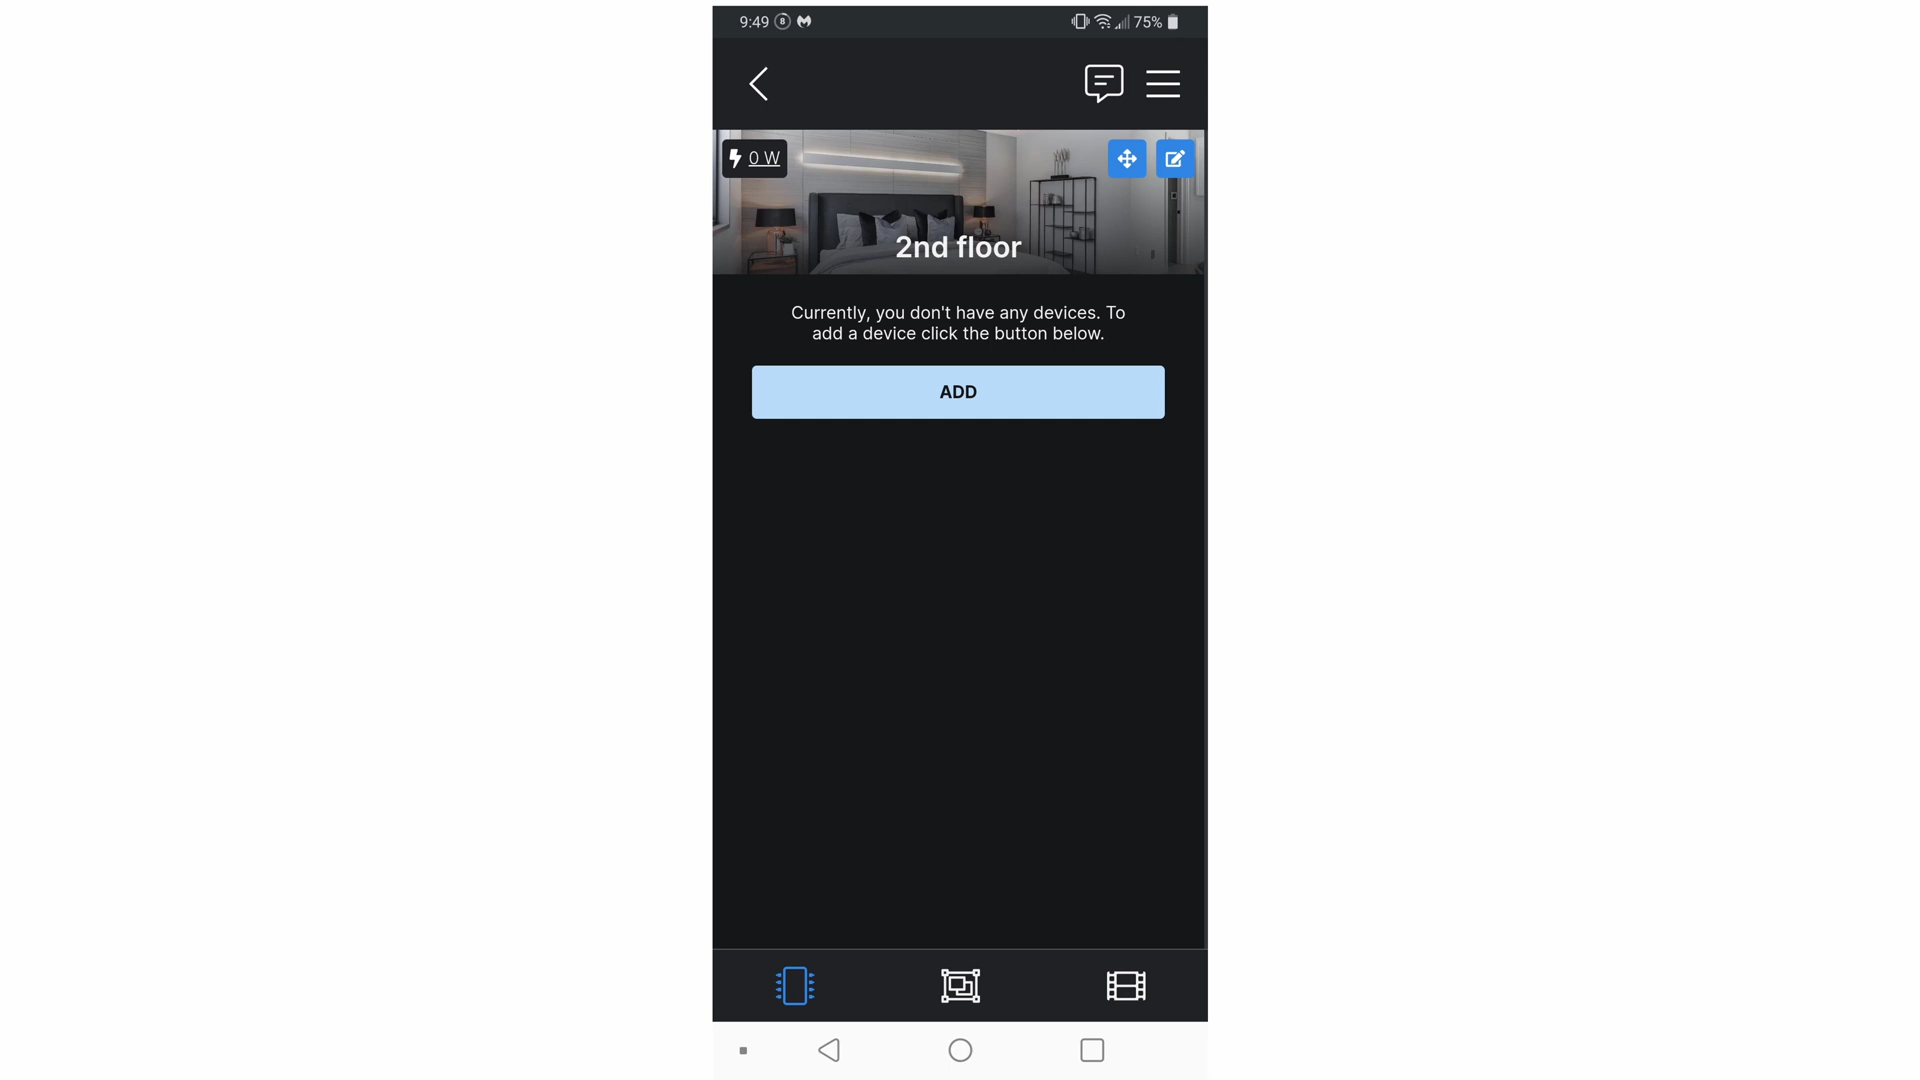 9:49 8 75%
0 W
2nd floor
Currently, you don't have any devices. To
add a device click the button below.
ADD